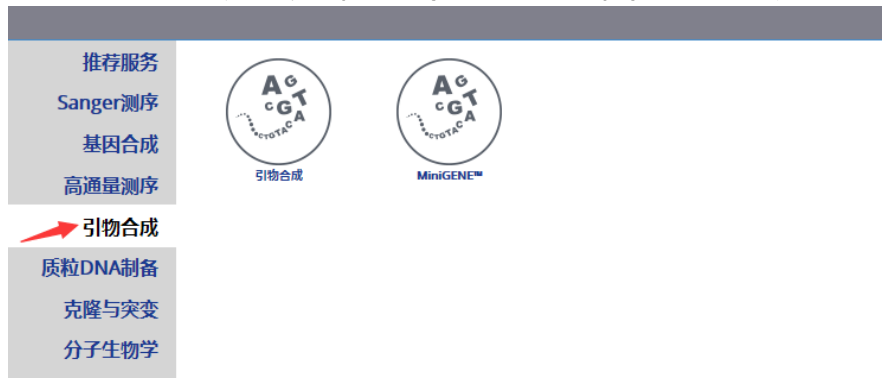 推荐服务
Sanger测序
基因合成
高通量测序
引物合成
质粒DNA制备
克隆与突变
分子生物学
A G
C G T
A
CTGTAC
引物合成
A G
C G T
A
CTGTAC
MiniGENE™